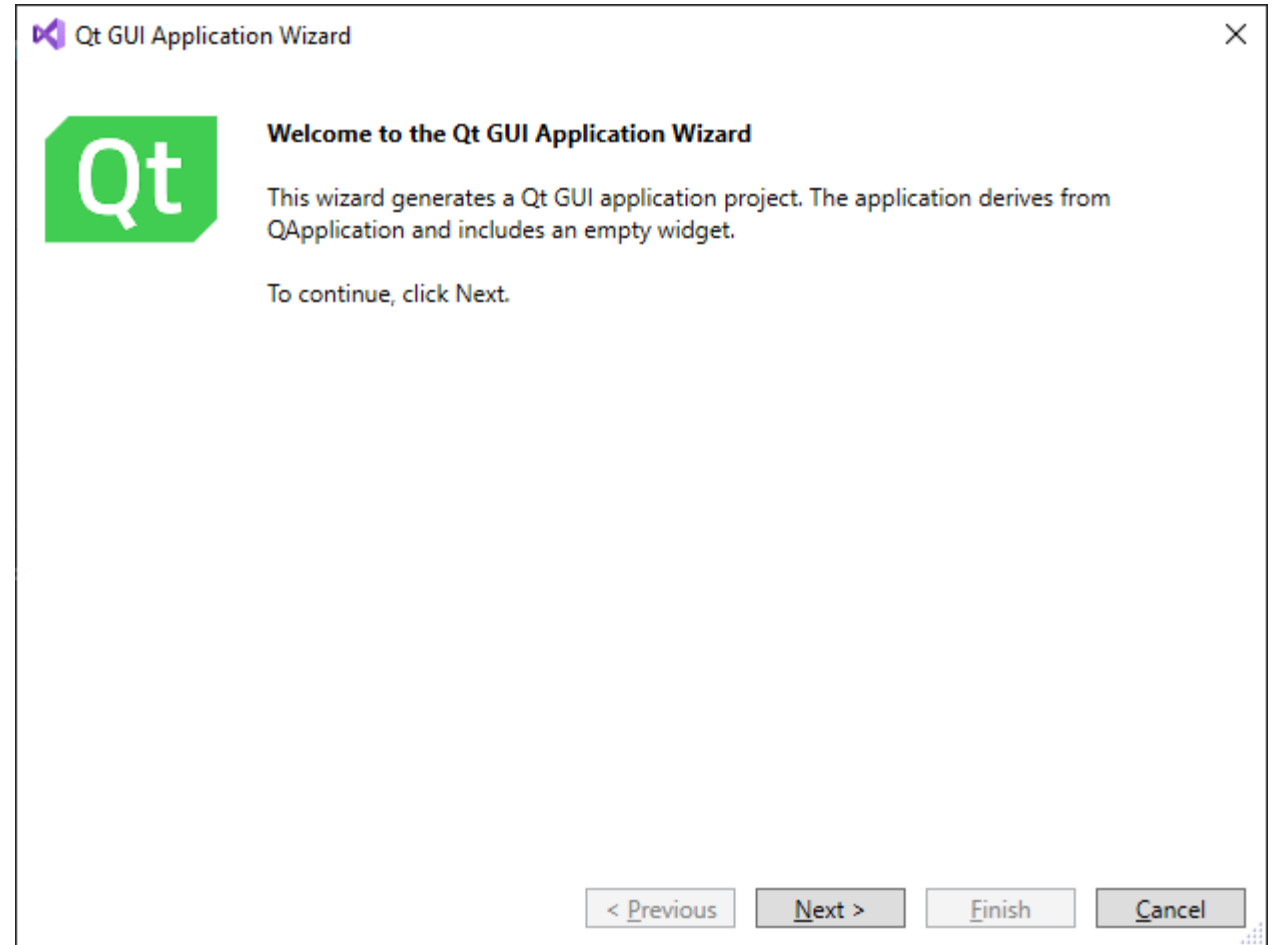 Qt GUI Application Wizard
Qt
Welcome to the Qt GUI Application Wizard
This wizard generates a Qt GUI application project. The application derives from
QApplication and includes an empty widget.
To continue, click Next.
< Previous
Next >
Finish
Cancel